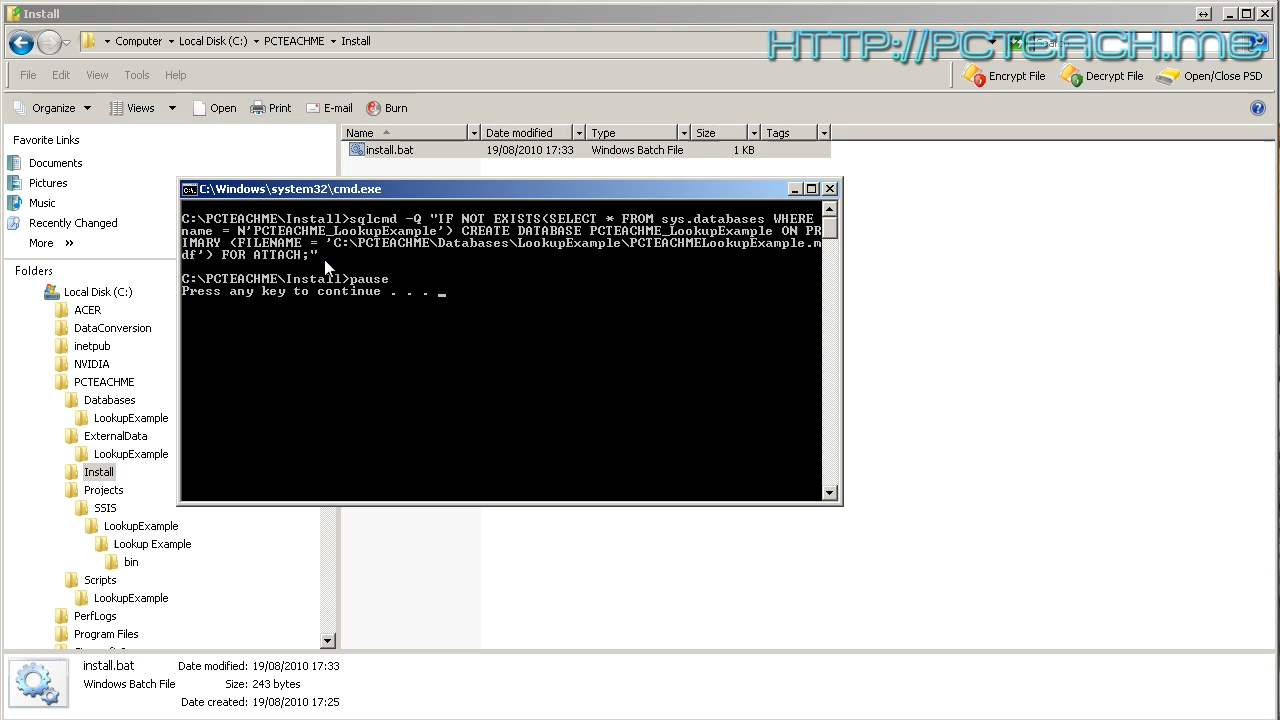 Install
Computer Local Disk (C:) PCTEACHME Install
HTTP://PCTEACH.ME
File Edit View Tools Help
Encrypt File Decrypt File Open/Close PSD
Organize Views Open Print E-mail Burn
Favorite Links
Documents
Pictures
Music
Recently Changed
More »
Folders
Local Disk (C:)
ACER
DataConversion
inetpub
NVIDIA
PCTEACHME
Databases
LookupExample
ExternalData
LookupExample
Install
Projects
SSIS
LookupExample
Lookup Example
bin
Scripts
LookupExample
PerfLogs
Program Files
Name Date modified Type Size Tags
install.bat 19/08/2010 17:33 Windows Batch File 1 KB
C:\Windows\system32\cmd.exe
C:\PCTEACHME\Install>sqlcmd -Q "IF NOT EXISTS(SELECT * FROM sys.databases WHERE
name = N'PCTEACHME_LookupExample') CREATE DATABASE PCTEACHME_LookupExample ON PR
IMARY (FILENAME = 'C:\PCTEACHME\Databases\LookupExample\PCTEACHMELookupExample.m
df') FOR ATTACH;"
C:\PCTEACHME\Install>pause
Press any key to continue . . . _
install.bat Date modified: 19/08/2010 17:33
Windows Batch File Size: 243 bytes
Date created: 19/08/2010 17:25